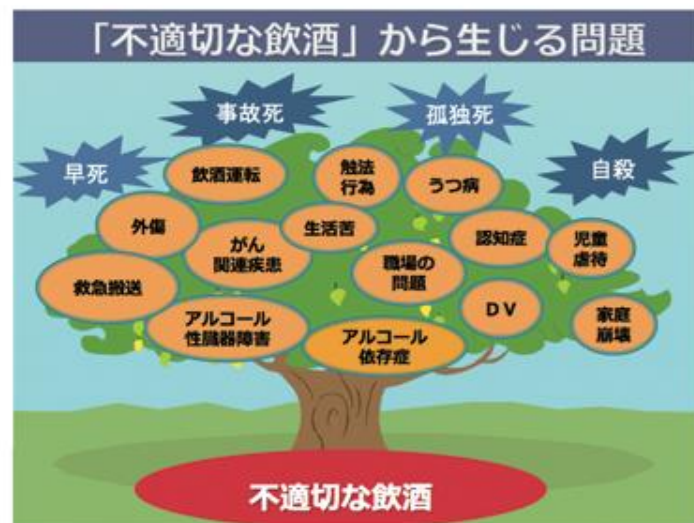 「不適切な飲酒」から生じる問題
事故死
孤独死
早死
自殺
飲酒運転
触法
行為
うつ病
外傷
生活苦
がん
関連疾患
認知症
児童
虐待
救急搬送
職場の
問題
アルコール
性臓器障害
アルコール
依存症
DV
家庭
崩壊
不適切な飲酒